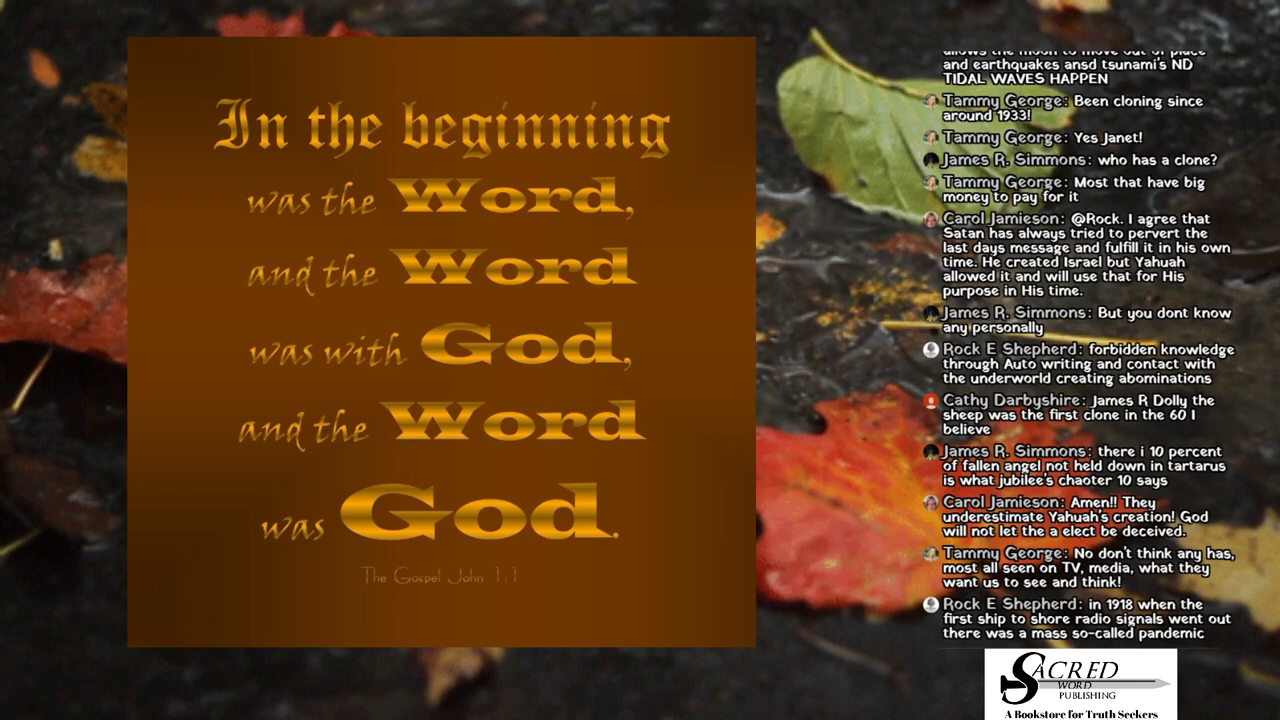 In the beginning
was the Word,
and the Word
was with God,
and the Word
was God.
The Gospel John 1:1
allows the moon to move out of place
and earthquakes ansd tsunami's ND
TIDAL WAVES HAPPEN
Tammy George: Been cloning since
around 1933!
Tammy George: Yes Janet!
James R. Simmons: who has a clone?
Tammy George: Most that have big
money to pay for it
Carol Jamieson: @Rock. I agree that
Satan has always tried to pervert the
last days message and fulfill it in his own
time. He created Israel but Yahuah
allowed it and will use that for His
purpose in His time.
James R. Simmons: But you dont know
any personally
Rock E Shepherd: forbidden knowledge
through Auto writing and contact with
the underworld creating abominations
Cathy Darbyshire: James R Dolly the
sheep was the first clone in the 60 I
believe
James R. Simmons: there i 10 percent
of fallen angel not held down in tartarus
is what jubilee's chaoter 10 says
Carol Jamieson: Amen!! They
underestimate Yahuah's creation! God
will not let the a elect be deceived.
Tammy George: No don't think any has,
most all seen on TV, media, what they
want us to see and think!
Rock E Shepherd: in 1918 when the
first ship to shore radio signals went out
there was a mass so-called pandemic
SACRED
WORD
PUBLISHING
A Bookstore for Truth Seekers